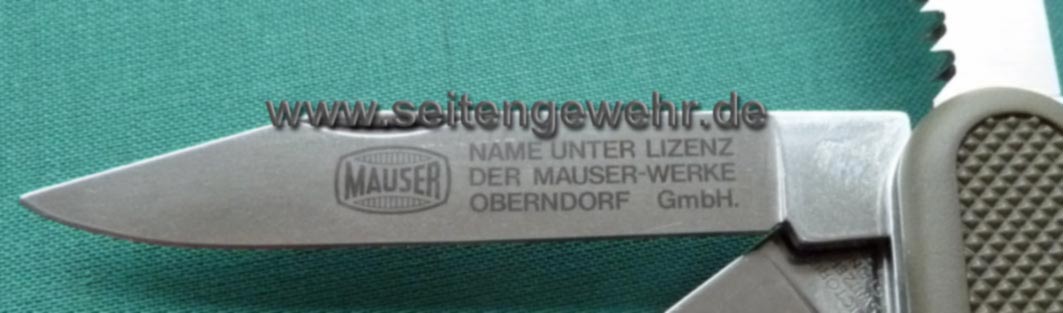 www.seitengewehr.de
MAUSER
NAME UNTER LIZENZ
DER MAUSER-WERKE
OBERNDORF GmbH.